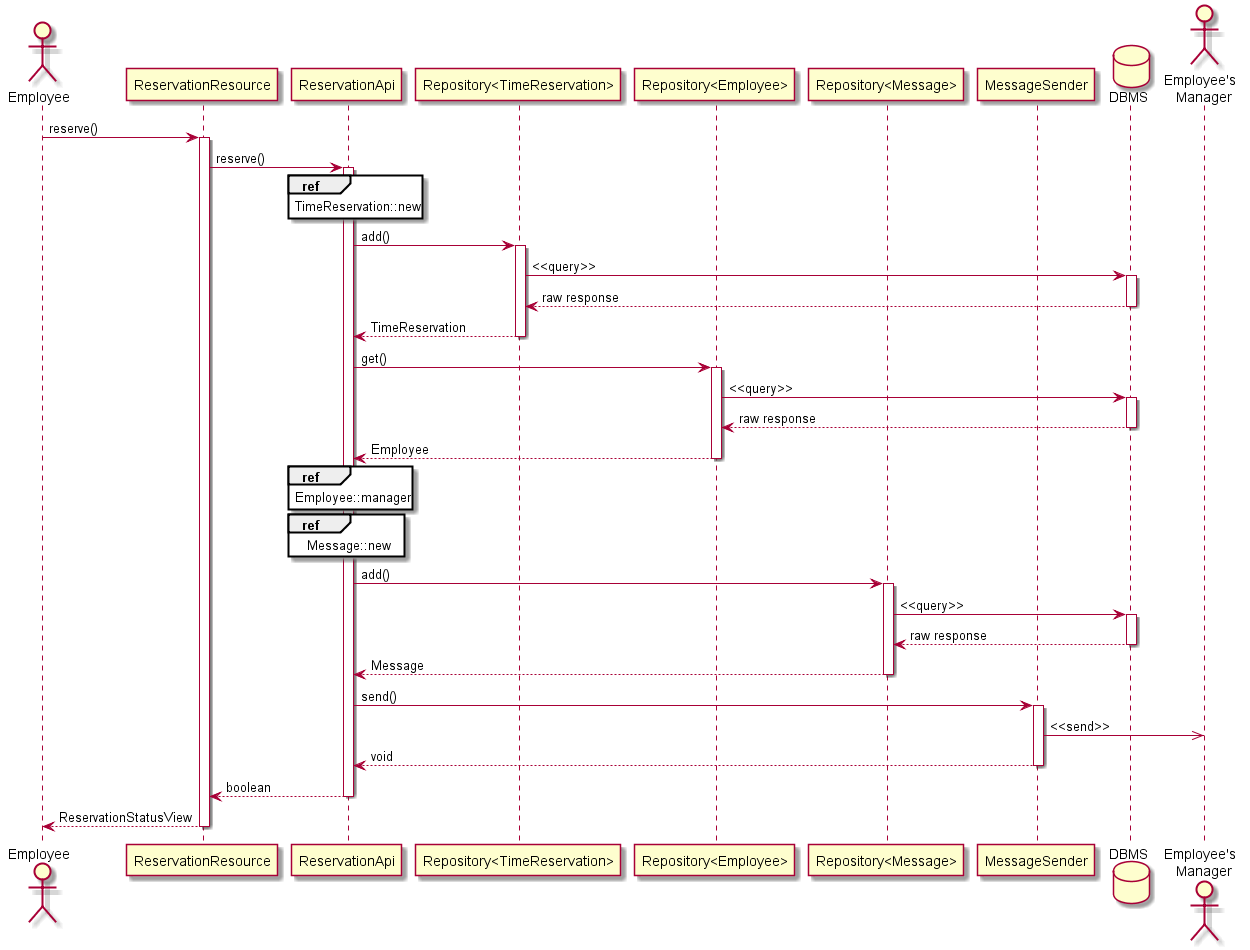 Employee's
Manager
Employee
ReservationResource
ReservationApi
Repository<TimeReservation>
Repository<Employee>
Repository<Message>
MessageSender
DBMS
reserve()
reserve()
ref
TimeReservation::new
add()
<<query>>
raw response
TimeReservation
get()
<<query>>
raw response
Employee
ref
Employee::manager
ref
Message::new
add()
<<query>>
raw response
Message
send()
<<send>>
void
boolean
ReservationStatusView
Employee
ReservationResource
ReservationApi
Repository<TimeReservation>
Repository<Employee>
Repository<Message>
MessageSender
DBMS
Employee's
Manager